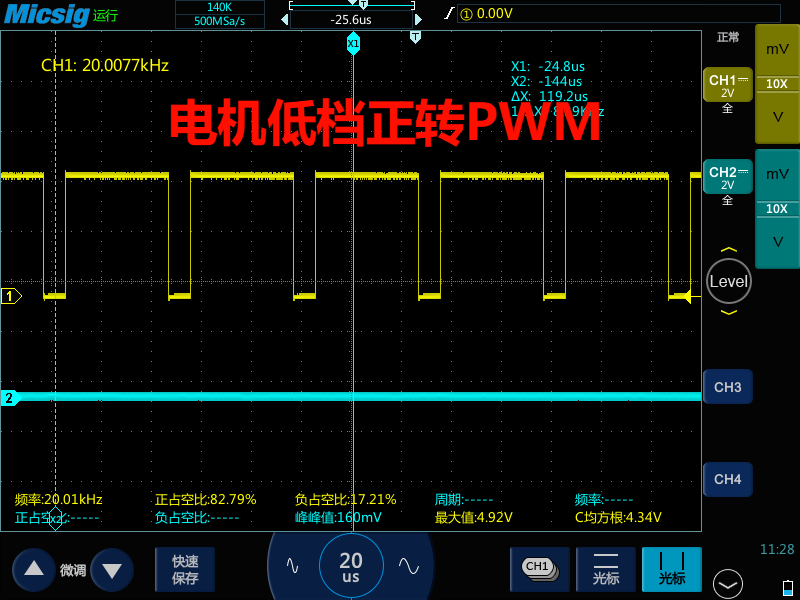 Micsig 运行
140K
500MSa/s
T
-25.6us
① 0.00V
X1
T
CH1: 20.0077kHz
X1: -24.8us
X2: -144us
ΔX: 119.2us
电机低档正转PWM
正常
CH1
2V
全
mV
10X
V
CH2
2V
全
mV
10X
V
1
Level
2
CH3
CH4
频率:20.01kHz 正占空比:82.79% 负占空比:17.21% 周期:----- 频率:-----
正占空比:----- 负占空比:----- 峰峰值:160mV 最大值:4.92V C均方根:4.34V
X2
微调
快速
保存
20
us
CH1
光标
光标
11:28